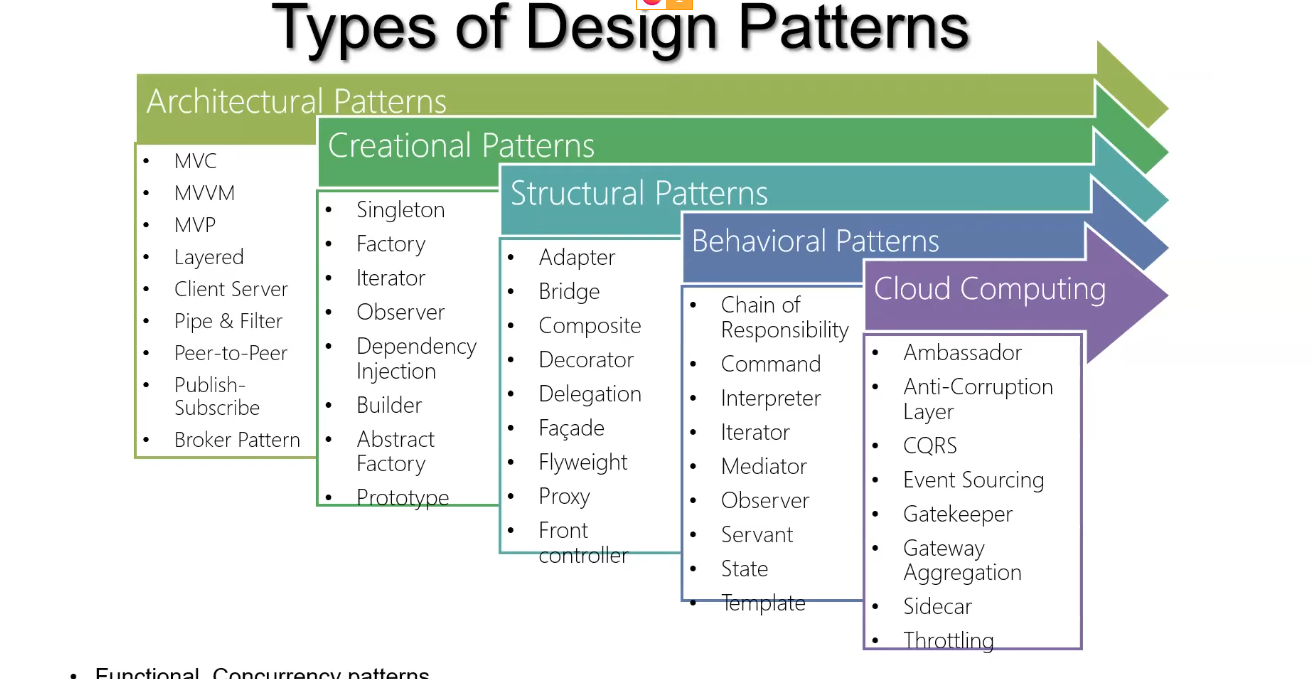 Types of Design Patterns
Architectural Patterns
MVC
MVVM
MVP
Layered
Client Server
Pipe & Filter
Peer-to-Peer
Publish-
Subscribe
Broker Pattern
Creational Patterns
Singleton
Factory
Iterator
Observer
Dependency
Injection
Builder
Abstract
Factory
Prototype
Structural Patterns
Adapter
Bridge
Composite
Decorator
Delegation
Façade
Flyweight
Proxy
Front
controller
Behavioral Patterns
Chain of
Responsibility
Command
Interpreter
Iterator
Mediator
Observer
Servant
State
Template
Cloud Computing
Ambassador
Anti-Corruption
Layer
CQRS
Event Sourcing
Gatekeeper
Gateway
Aggregation
Sidecar
Throttling
Functional, Concurrency patterns